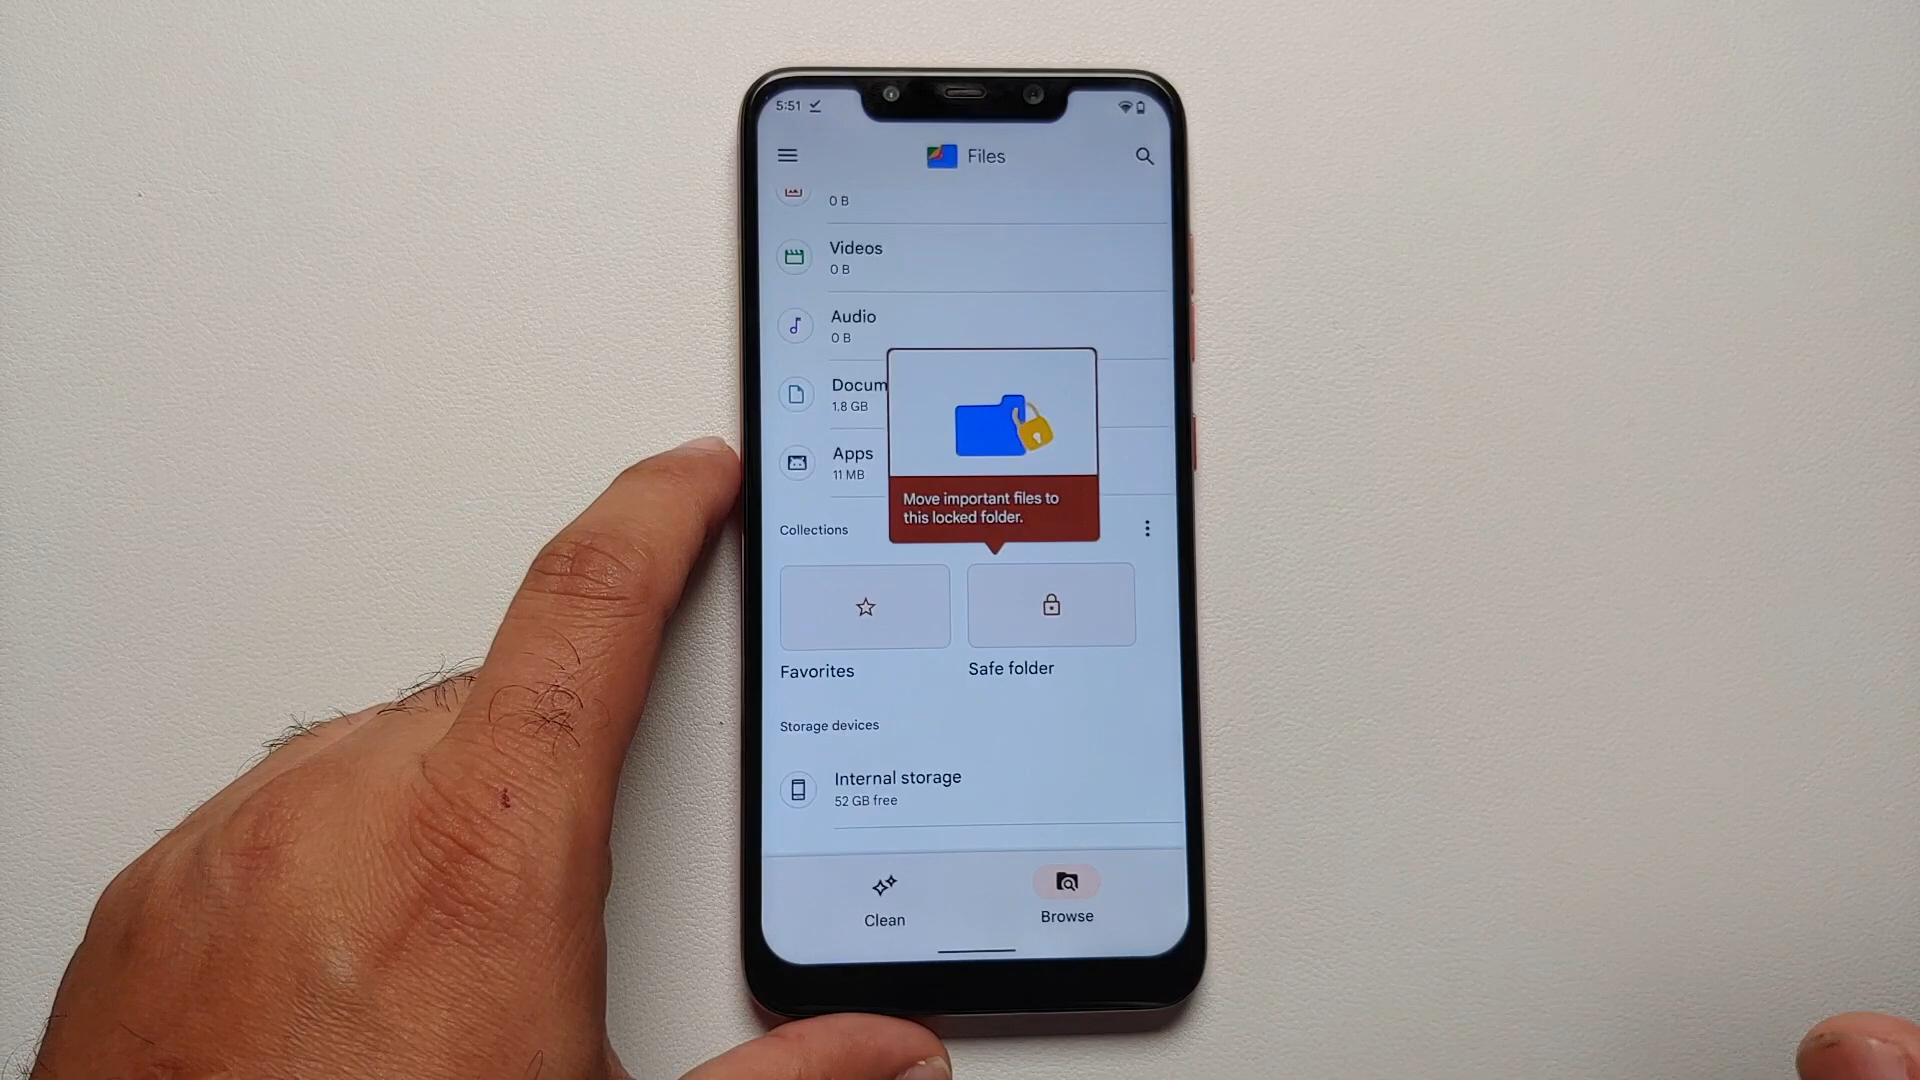 5:51
Files
0 B
Videos
0 B
Audio
0 B
Docum
1.8 GB
Apps
11 MB
Move important files to
this locked folder.
Collections
Favorites
Safe folder
Storage devices
Internal storage
52 GB free
Clean
Browse